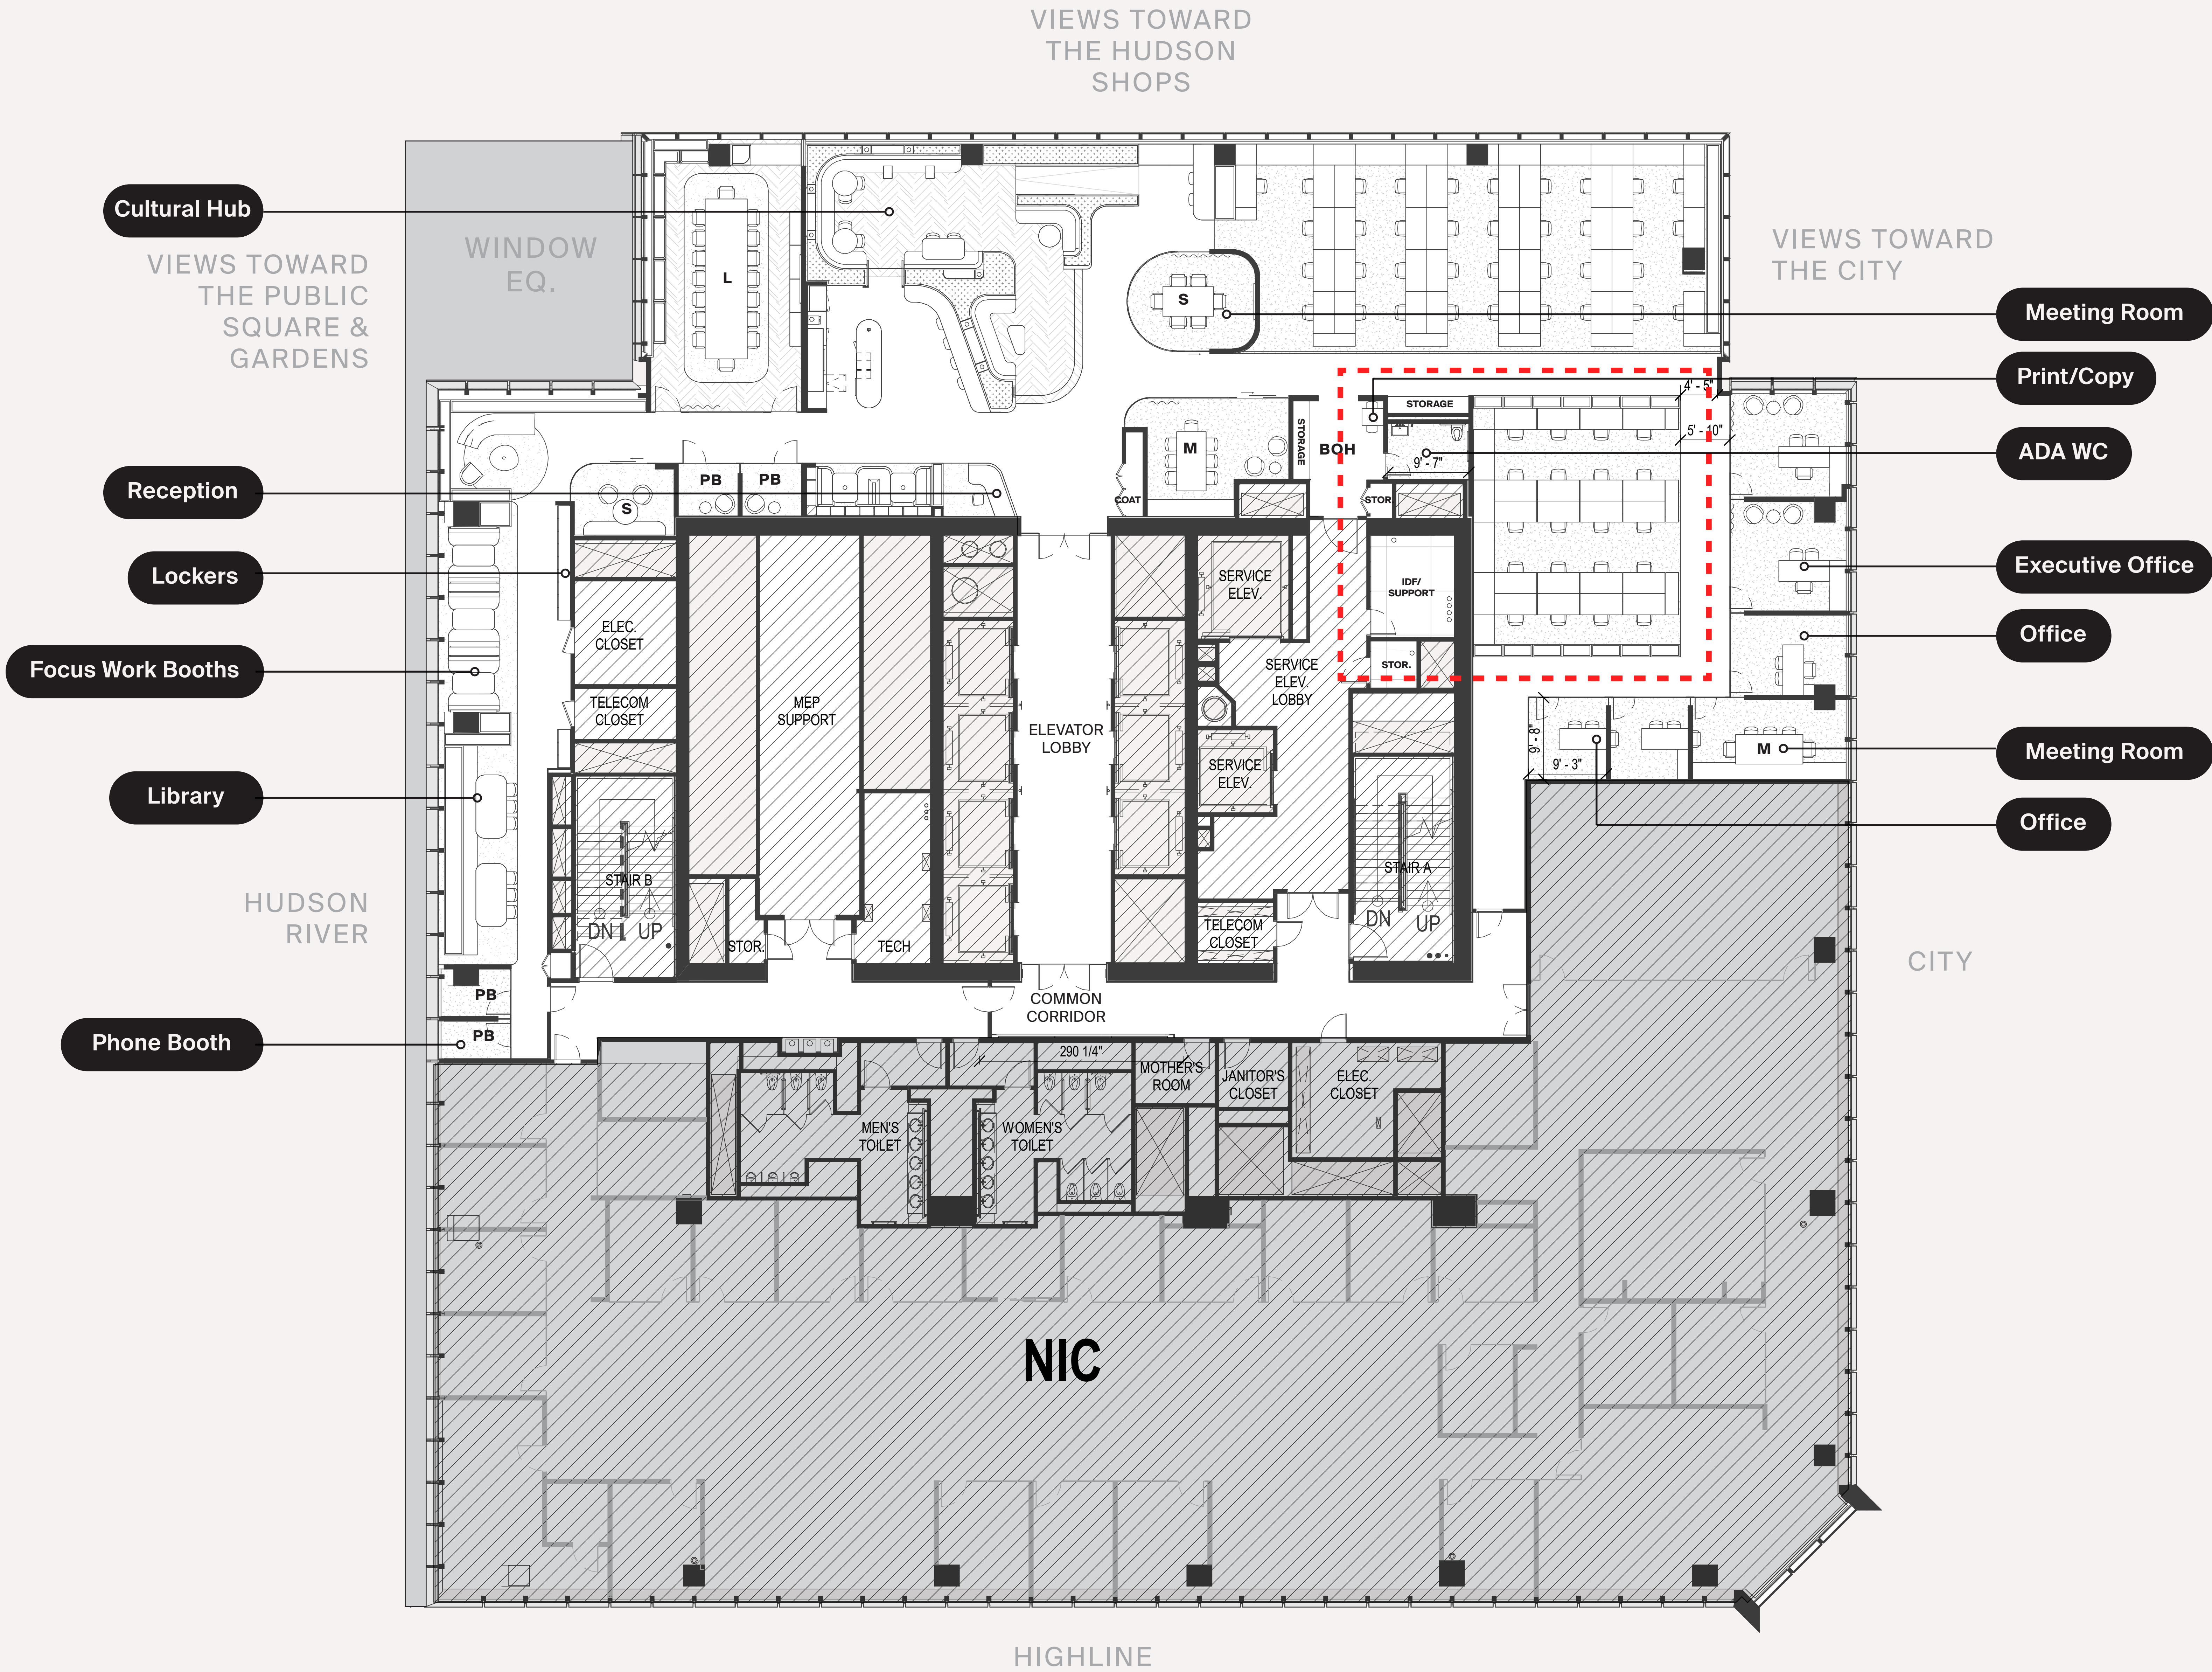 VIEWS TOWARD
THE HUDSON
SHOPS
Cultural Hub
VIEWS TOWARD
THE PUBLIC
SQUARE &
GARDENS
WINDOW
EQ.
L
S
VIEWS TOWARD
THE CITY
Meeting Room
Print/Copy
4' - 5"
STORAGE
5' - 10"
STORAGE
BOH
M
ADA WC
9' - 7"
Reception
PB
PB
S
COAT
STOR.
Lockers
SERVICE
ELEV.
IDF/
SUPPORT
Executive Office
ELEC.
CLOSET
Office
Focus Work Booths
SERVICE
ELEV.
LOBBY
STOR.
TELECOM
CLOSET
MEP
SUPPORT
ELEVATOR
LOBBY
9' - 8"
9' - 3"
M
Meeting Room
SERVICE
ELEV.
Library
Office
STAIR B
DN
UP
STAIR A
DN
UP
HUDSON
RIVER
STOR.
TECH
TELECOM
CLOSET
CITY
PB
PB
COMMON
CORRIDOR
Phone Booth
290 1/4"
MOTHER'S
ROOM
JANITOR'S
CLOSET
ELEC.
CLOSET
MEN'S
TOILET
WOMEN'S
TOILET
NIC
HIGHLINE